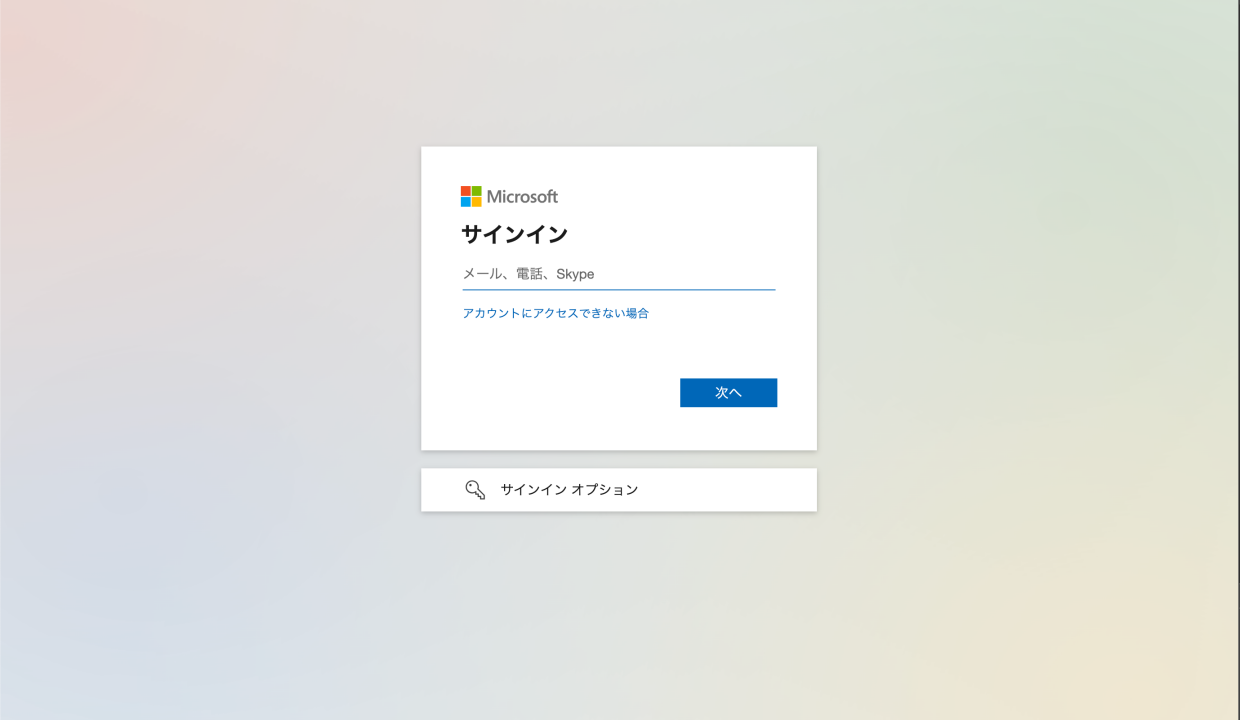 Microsoft
サインイン
メール、電話、Skype
アカウントにアクセスできない場合
次へ
サインイン オプション